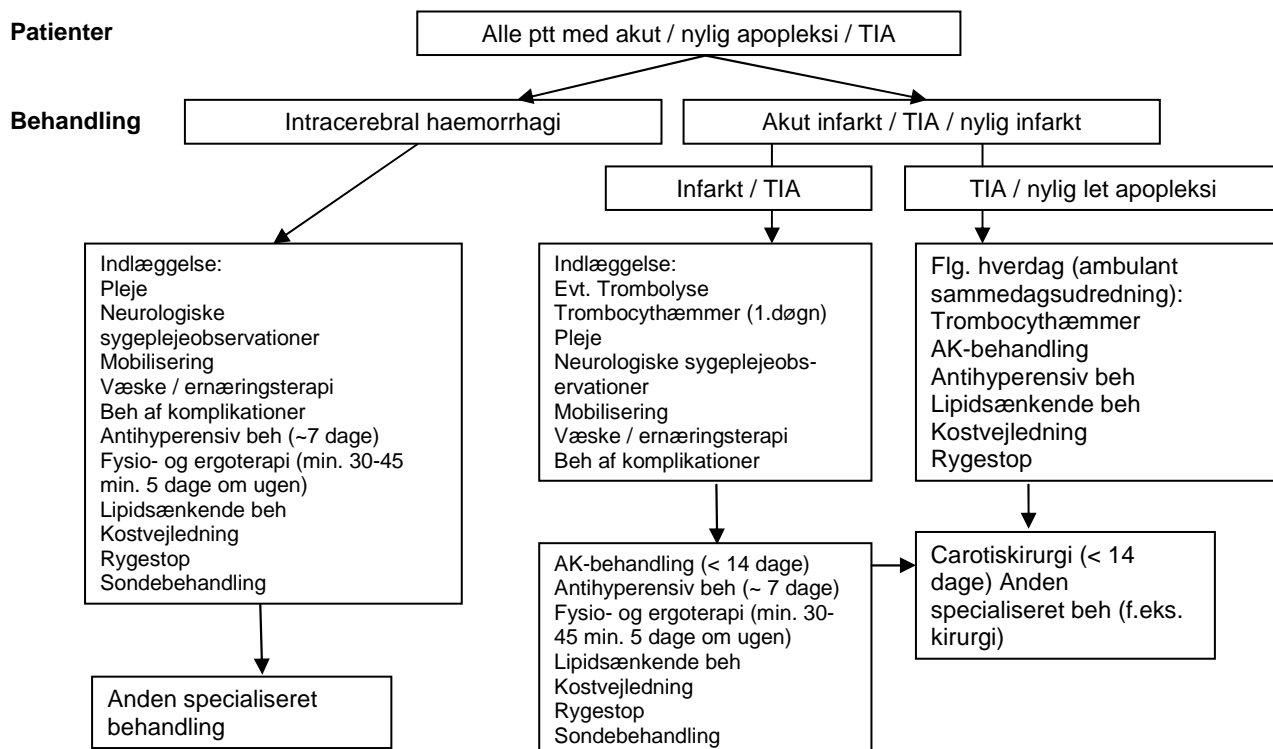 Patienter
Alle ptt med akut / nylig apopleksi / TIA
Behandling
Intracerebral haemorrhagi
Akut infarkt / TIA / nylig infarkt
Infarkt / TIA
TIA / nylig let apopleksi
Indlæggelse:
Pleje
Neurologiske
sygeplejeobservationer
Mobilisering
Væske / ernæringsterapi
Beh af komplikationer
Antihyperensiv beh (~7 dage)
Fysio- og ergoterapi (min. 30-45
min. 5 dage om ugen)
Lipidsænkende beh
Kostvejledning
Rygestop
Sondebehandling
Indlæggelse:
Evt. Trombolyse
Trombocythæmmer (1.døgn)
Pleje
Neurologiske sygeplejeobs-
ervationer
Mobilisering
Væske / ernæringsterapi
Beh af komplikationer
Flg. hverdag (ambulant
sammedagsudredning):
Trombocythæmmer
AK-behandling
Antihyperensiv beh
Lipidsænkende beh
Kostvejledning
Rygestop
AK-behandling (< 14 dage)
Antihyperensiv beh (~ 7 dage)
Fysio- og ergoterapi (min. 30-
45 min. 5 dage om ugen)
Lipidsænkende beh
Kostvejledning
Rygestop
Sondebehandling
Carotiskirurgi (< 14
dage) Anden
specialiseret beh (f.eks.
kirurgi)
Anden specialiseret
behandling